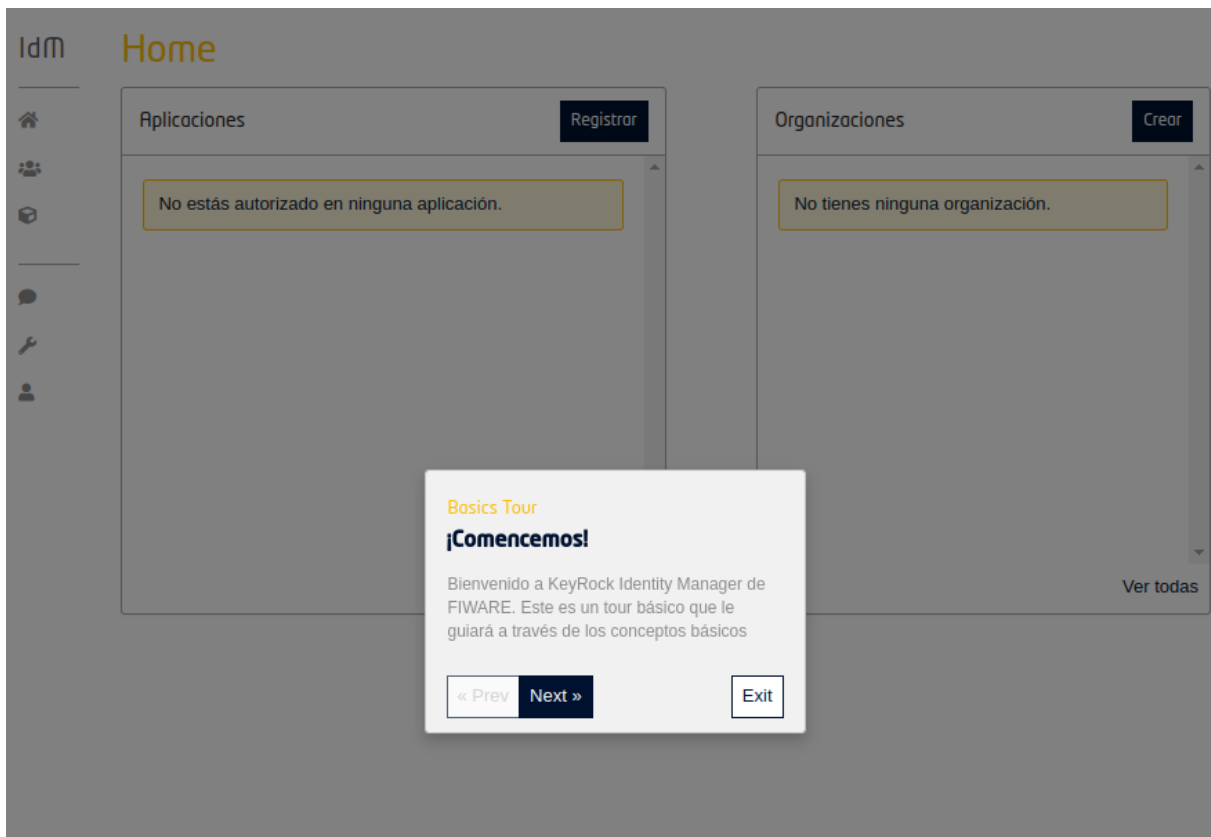 IdM
Home
Aplicaciones
Registrar
No estás autorizado en ninguna aplicación.
Organizaciones
Crear
No tienes ninguna organización.
Ver todas
Basics Tour
¡Comencemos!
Bienvenido a KeyRock Identity Manager de
FIWARE. Este es un tour básico que le
guiará a través de los conceptos básicos
« Prev
Next »
Exit